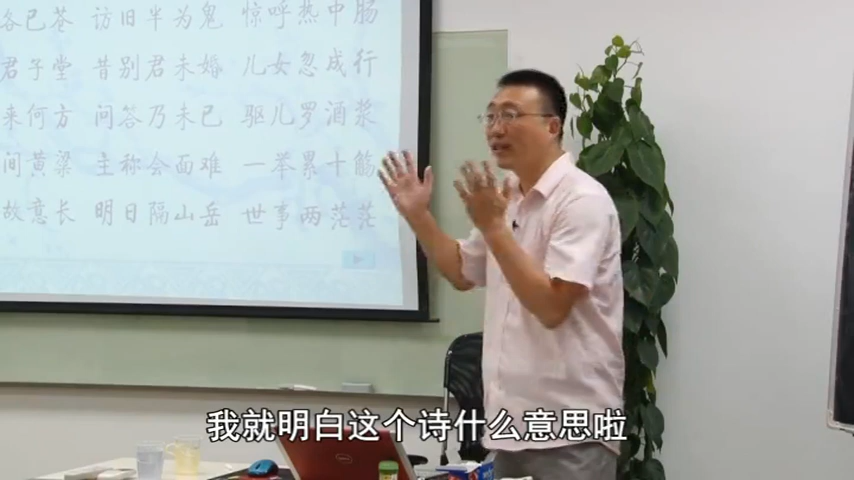 各已苍 访旧半为鬼 惊呼热中肠
君子堂 昔别君未婚 儿女忽成行
来何方 问答乃未已 驱儿罗酒浆
间黄粱 主称会面难 一举累十觞
故意长 明日隔山岳 世事两茫茫
我就明白这个诗什么意思啦